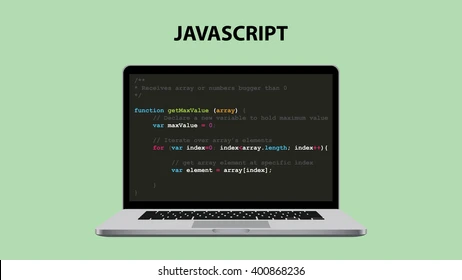 JAVASCRIPT
/**
* Receives array or numbers bugger than 0
*/
function getMaxValue (array) {
// Declare a new variable to hold maximum value
var maxValue = 0;
// Iterate over array's elements
for (var index=0; index<array.length; index++){
// get array element at specific index
var element = array[index];
}
}
shutterstock.com · 400868236